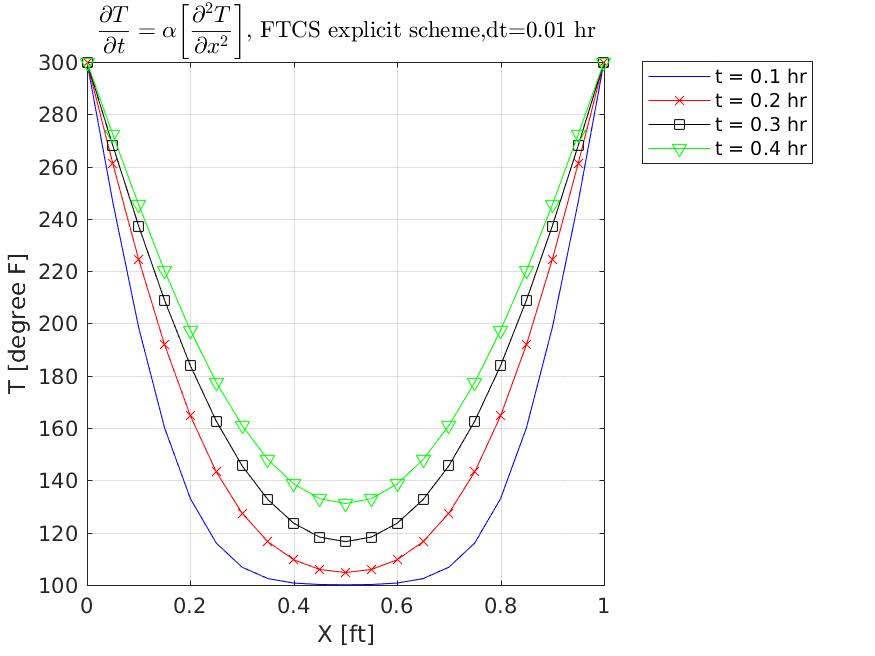 ∂T/∂t = α[∂²T/∂x²], FTCS explicit scheme,dt=0.01 hr
t = 0.1 hr
t = 0.2 hr
t = 0.3 hr
t = 0.4 hr
T [degree F]
300
280
260
240
220
200
180
160
140
120
100
0 0.2 0.4 0.6 0.8 1
X [ft]